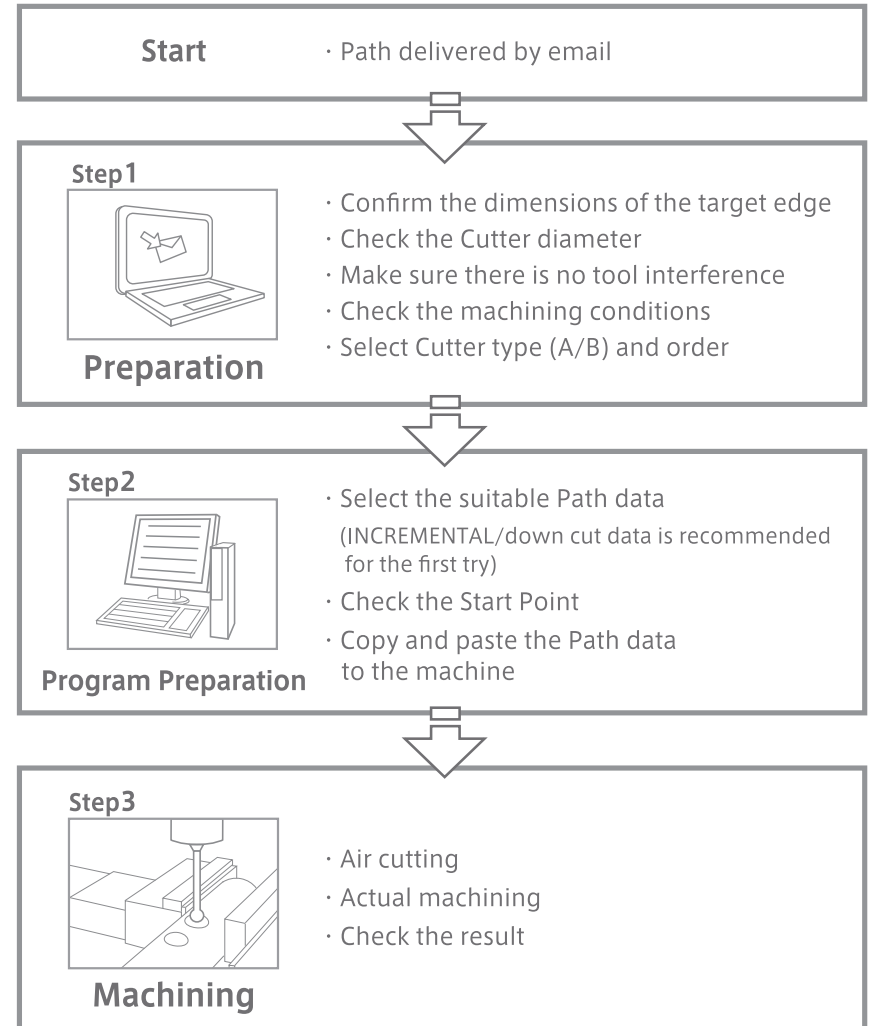 Start
· Path delivered by email
Step1
· Confirm the dimensions of the target edge
· Check the Cutter diameter
· Make sure there is no tool interference
· Check the machining conditions
· Select Cutter type (A/B) and order
Preparation
Step2
· Select the suitable Path data
(INCREMENTAL/down cut data is recommended
for the first try)
· Check the Start Point
· Copy and paste the Path data
to the machine
Program Preparation
Step3
· Air cutting
· Actual machining
· Check the result
Machining